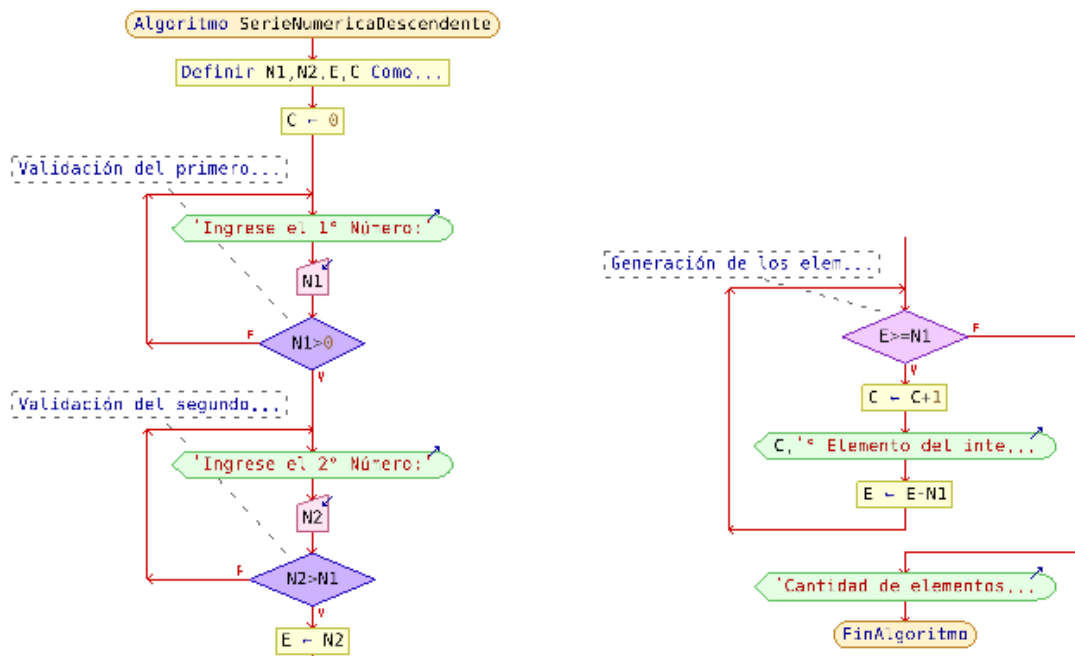 Algoritmo SerieNumericaDescendente
Definir N1,N2,E,C Como...
C ← 0
Validación del primero...
'Ingrese el 1° Número:'
N1
N1>0
F
V
Validación del segundo...
'Ingrese el 2° Número:'
N2
N2>N1
F
V
E ← N2
Generación de los elem...
E>=N1
F
V
C ← C+1
C,'° Elemento del inte...
E ← E-N1
'Cantidad de elementos...
FinAlgoritmo